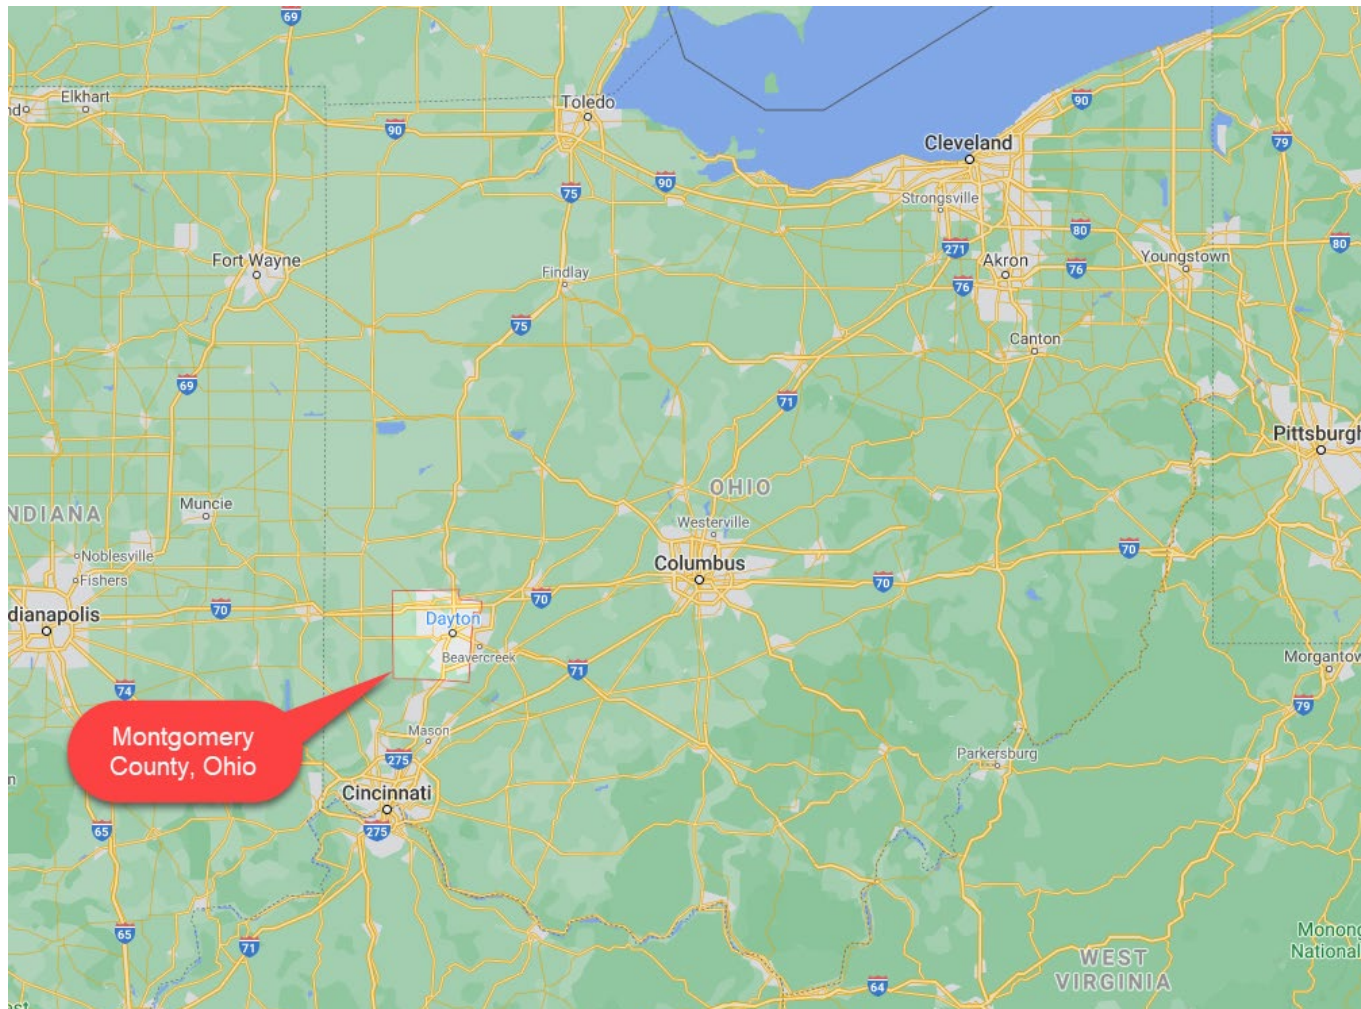 69
Elkhart
nd
Toledo
90
90
Cleveland
79
75
90
Strongsville
80
271
80
Fort Wayne
Akron
76
Youngstown
Findlay
76
75
Canton
69
71
Pittsburgh
OHIO
Muncie
NDIANA
Westerville
Noblesville
70
Columbus
Fishers
70
70
70
dianapolis
Dayton
Beavercreek
71
Morgantow
74
79
Montgomery
County, Ohio
Mason
275
Parkersburg
Cincinnati
65
275
65
71
Monong
National
WEST
VIRGINIA
64